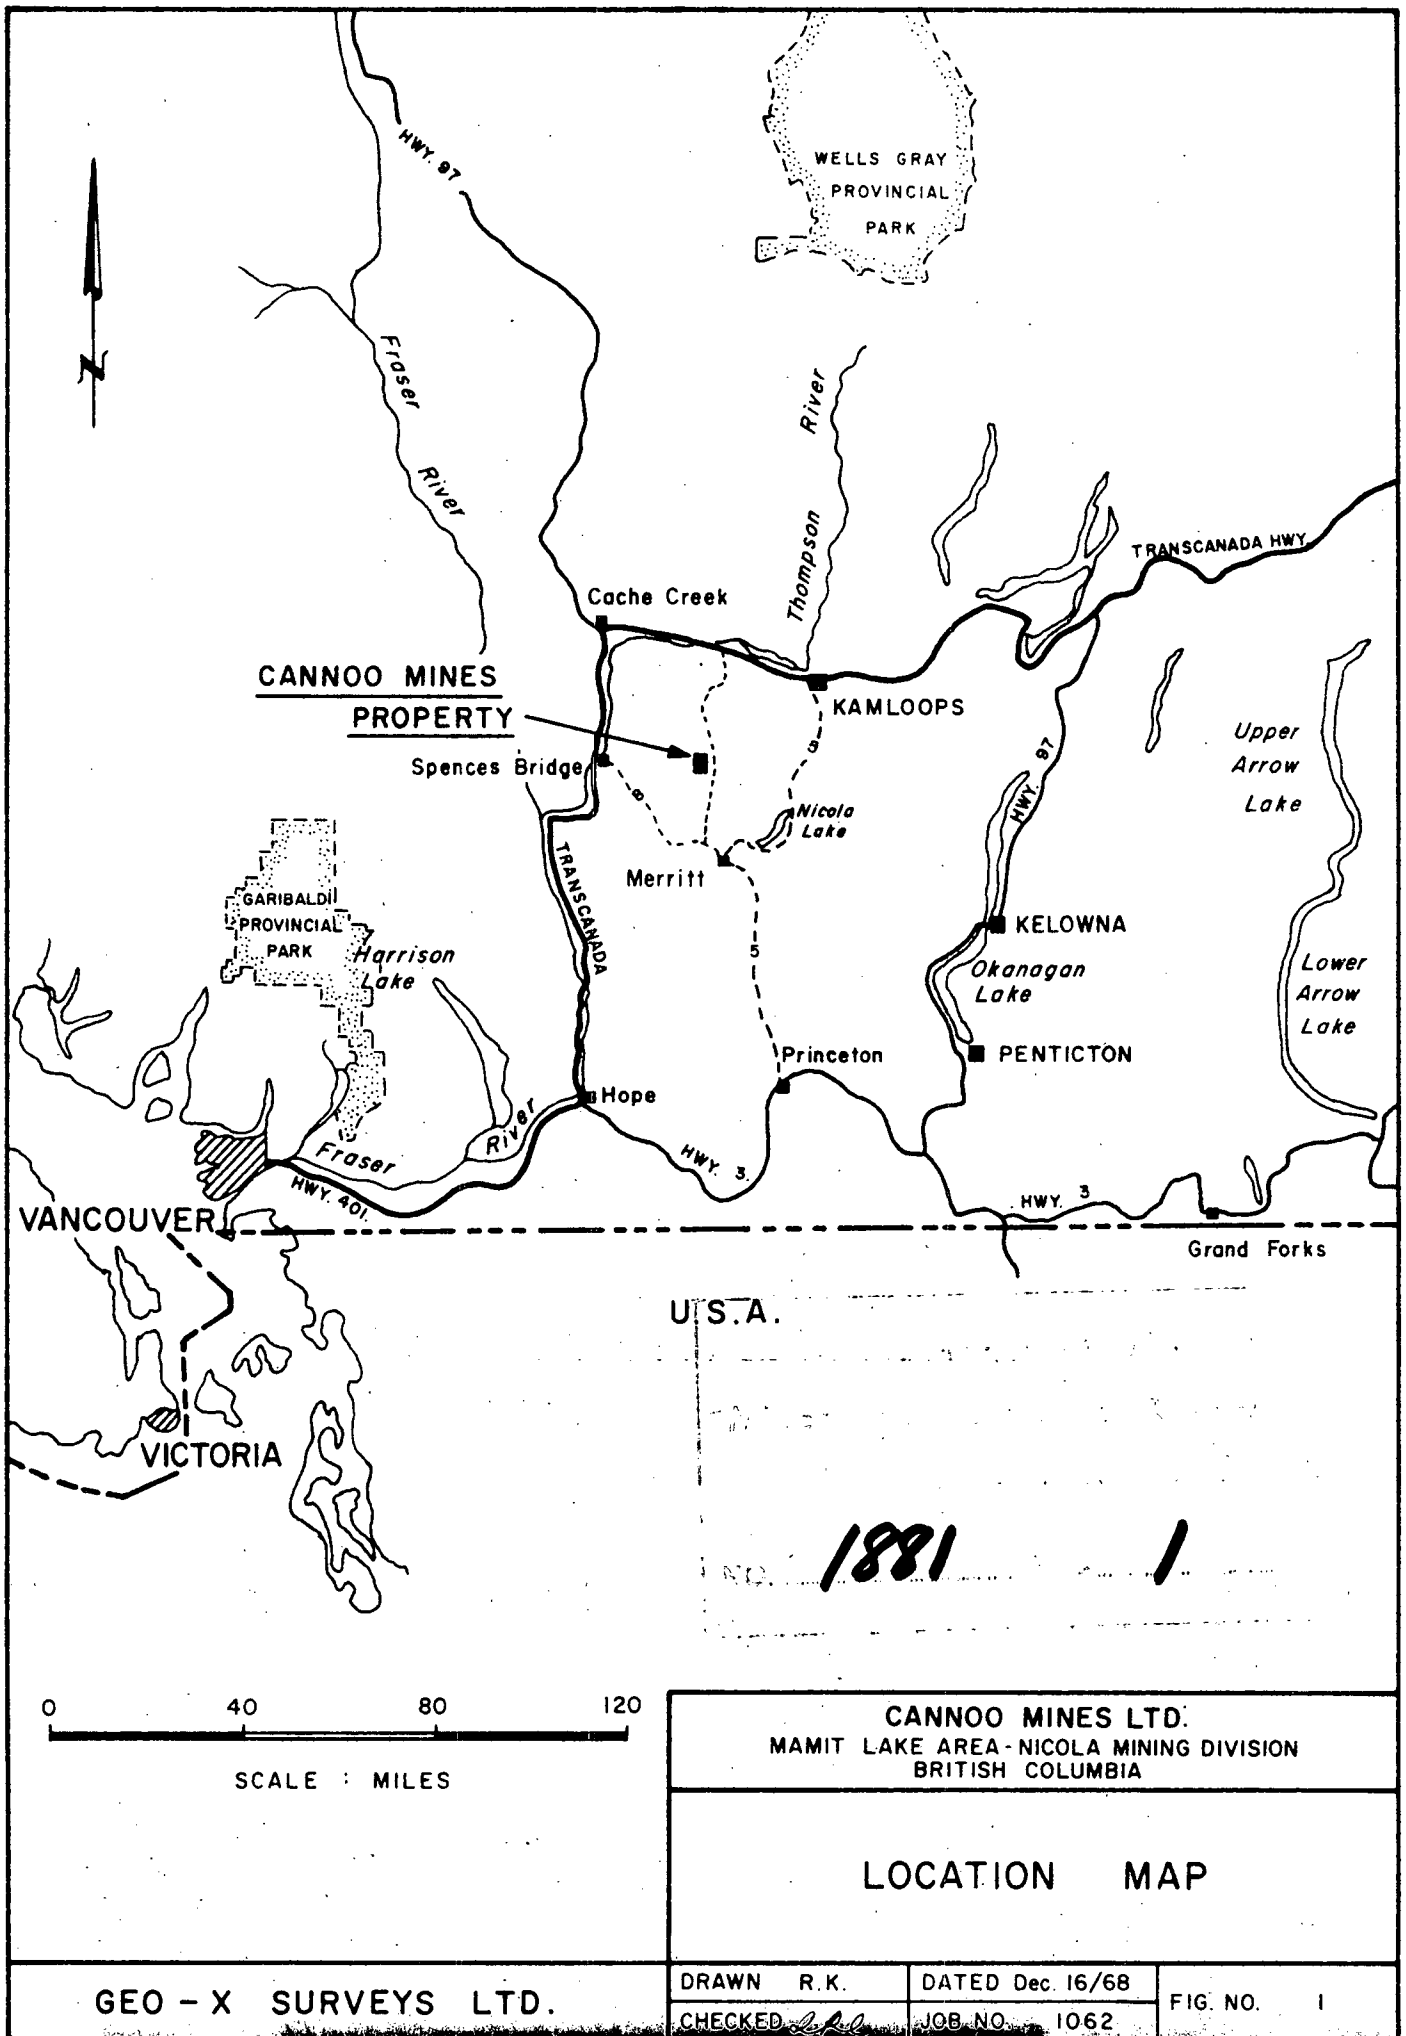 HWY. 97
WELLS GRAY
PROVINCIAL
PARK
N
Fraser
River
River
Thompson
TRANSCANADA HWY.
Cache Creek
CANNOO MINES
PROPERTY
KAMLOOPS
Spences Bridge
8
5
HWY. 97
Upper
Arrow
Lake
Nicola
Lake
Merritt
TRANSCANADA
GARIBALDI
PROVINCIAL
PARK
Harrison
Lake
KELOWNA
5
Okanagan
Lake
Lower
Arrow
Lake
Princeton
PENTICTON
Hope
Fraser
River
HWY. 401.
HWY. 3.
HWY. 3
VANCOUVER
Grand Forks
U.S.A.
VICTORIA
NO. 1881 1
0 40 80 120
SCALE : MILES
CANNOO MINES LTD.
MAMIT LAKE AREA - NICOLA MINING DIVISION
BRITISH COLUMBIA
LOCATION MAP
GEO-X SURVEYS LTD.
DRAWN R.K.
DATED Dec. 16/68
FIG. NO. 1
CHECKED
JOB NO. 1062